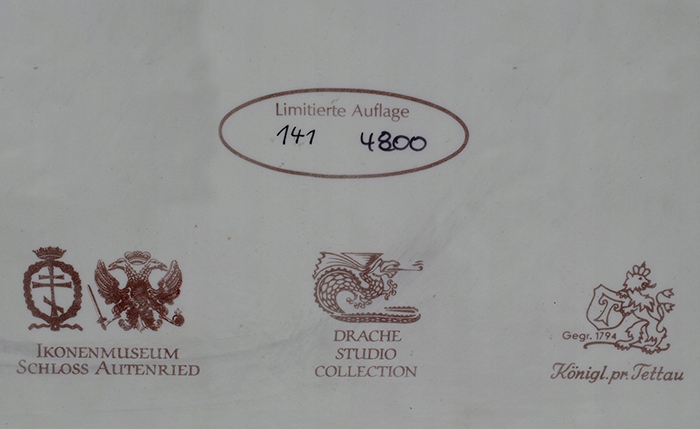 Limitierte Auflage
141 4800
IKONENMUSEUM
SCHLOSS AUTENRIED
DRACHE
STUDIO
COLLECTION
Gegr. 1794
Königl. pr. Tettau